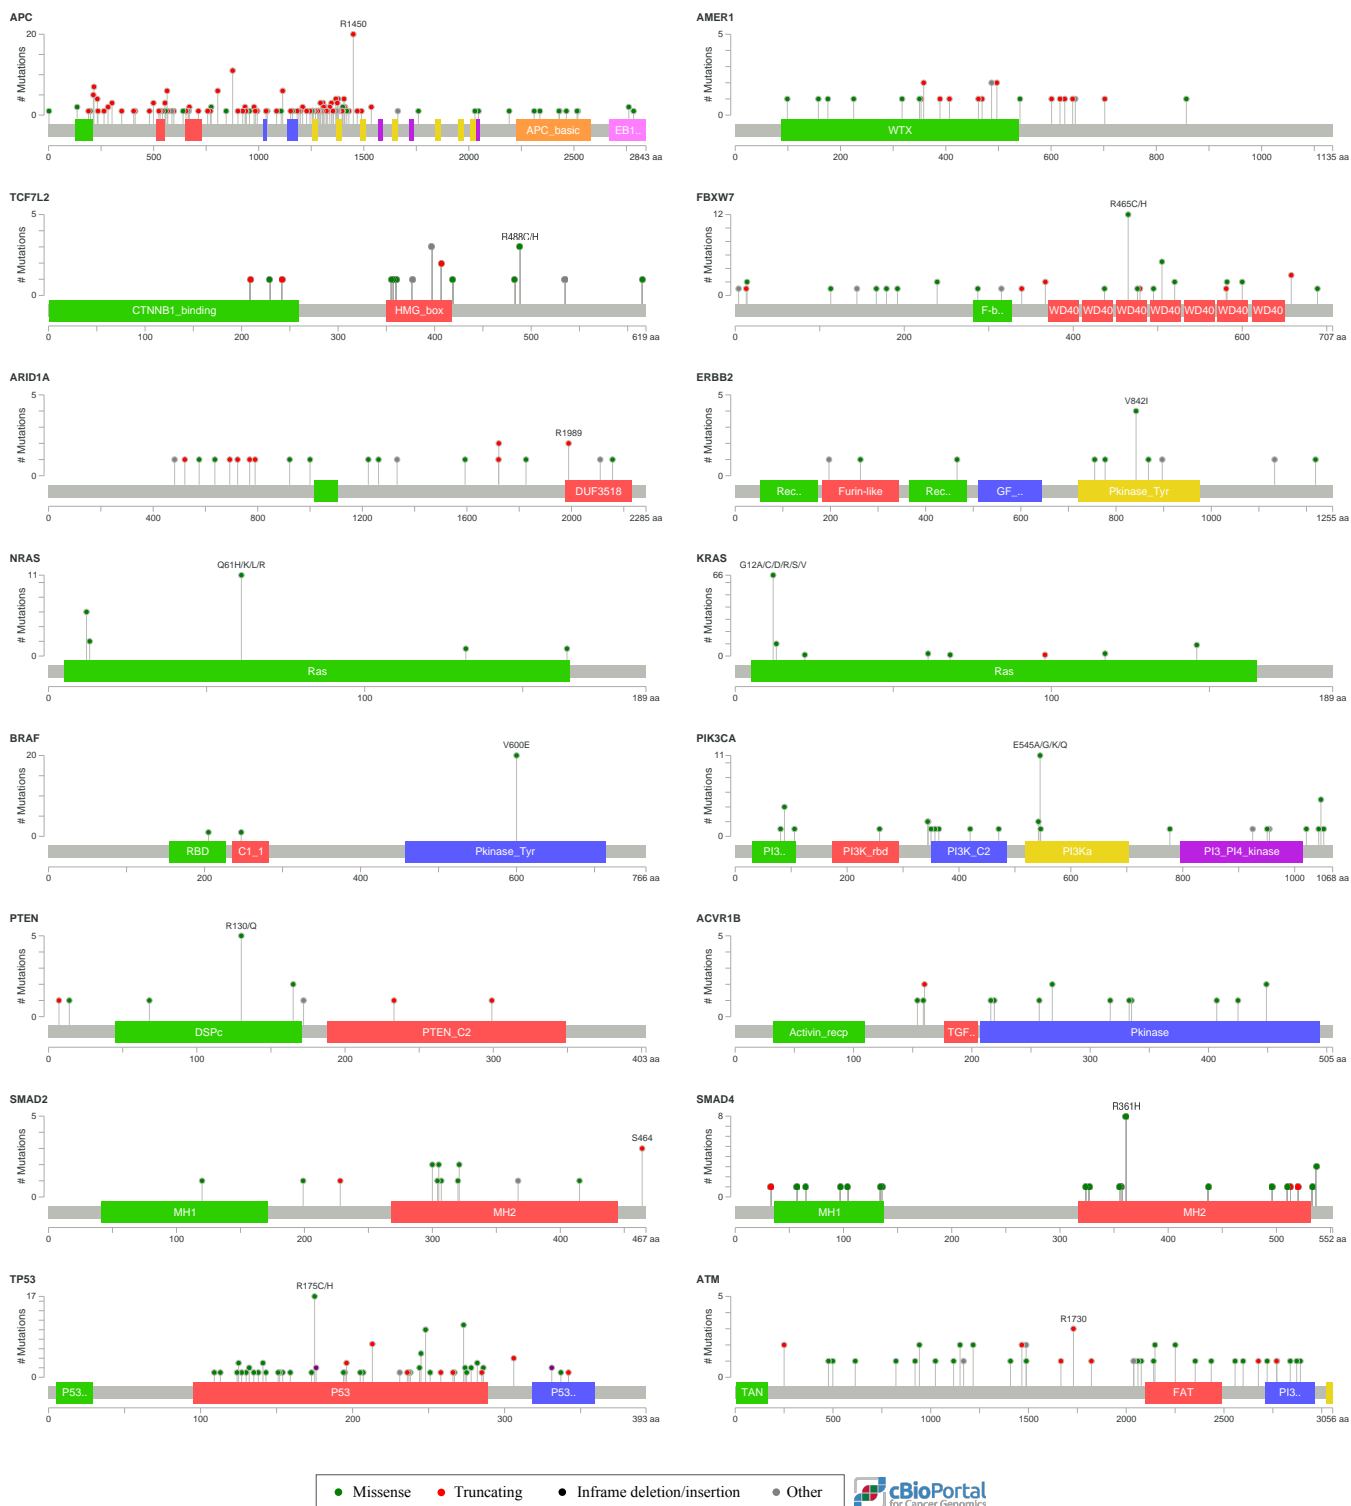 APC
# Mutations
20
0
R1450
APC_basic
EB1..
0 500 1000 1500 2000 2500 2843 aa
AMER1
# Mutations
5
0
WTX
0 200 400 600 800 1000 1135 aa
TCF7L2
# Mutations
5
0
R488C/H
CTNNB1_binding
HMG_box
0 100 200 300 400 500 619 aa
FBXW7
# Mutations
12
0
R465C/H
F-b..
WD40 WD40 WD40 WD40 WD40 WD40 WD40
0 200 400 600 707 aa
ARID1A
# Mutations
5
0
R1989
DUF3518
0 400 800 1200 1600 2000 2285 aa
ERBB2
# Mutations
5
0
V842I
Rec.. Furin-like Rec.. GF_.. Pkinase_Tyr
0 200 400 600 800 1000 1255 aa
NRAS
# Mutations
11
0
Q61H/K/L/R
Ras
0 100 189 aa
KRAS
# Mutations
66
0
G12A/C/D/R/S/V
Ras
0 100 189 aa
BRAF
# Mutations
20
0
V600E
RBD C1_1 Pkinase_Tyr
0 200 400 600 766 aa
PIK3CA
# Mutations
11
0
E545A/G/K/Q
PI3.. PI3K_rbd PI3K_C2 PI3Ka PI3_PI4_kinase
0 200 400 600 800 1000 1068 aa
PTEN
# Mutations
5
0
R130/Q
DSPc PTEN_C2
0 100 200 300 403 aa
ACVR1B
# Mutations
5
0
Activin_recp TGF.. Pkinase
0 100 200 300 400 505 aa
SMAD2
# Mutations
5
0
S464
MH1 MH2
0 100 200 300 400 467 aa
SMAD4
# Mutations
8
0
R361H
MH1 MH2
0 100 200 300 400 500 552 aa
TP53
# Mutations
17
0
R175C/H
P53.. P53 P53..
0 100 200 300 393 aa
ATM
# Mutations
5
0
R1730
TAN FAT PI3..
0 500 1000 1500 2000 2500 3056 aa
Missense Truncating Inframe deletion/insertion Other
cBioPortal
for Cancer Genomics